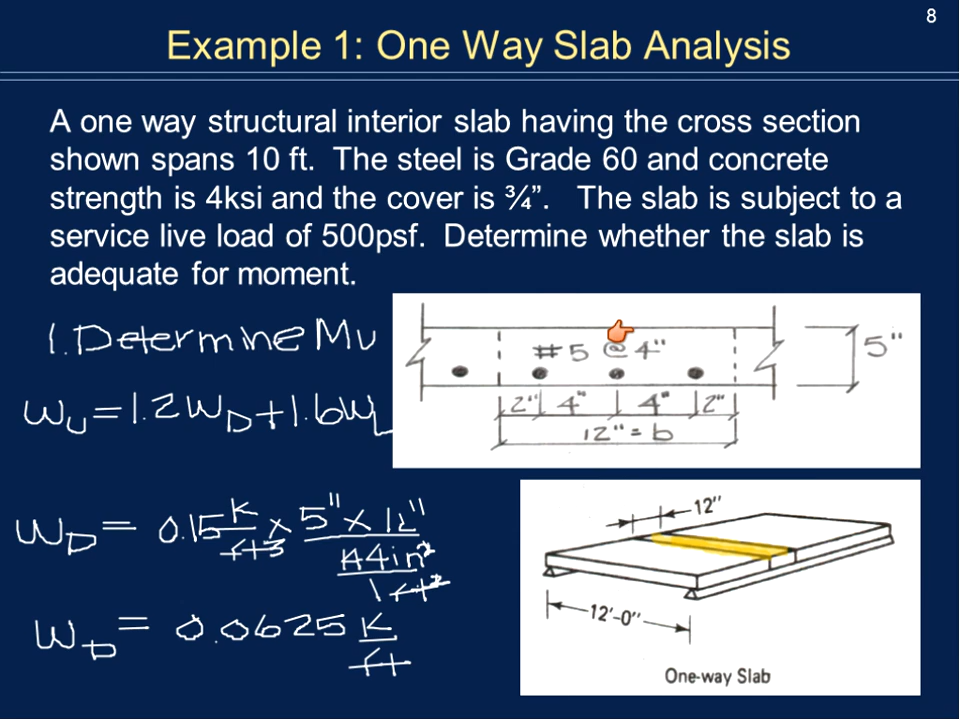 8
Example 1: One Way Slab Analysis
A one way structural interior slab having the cross section
shown spans 10 ft. The steel is Grade 60 and concrete
strength is 4ksi and the cover is ¾”. The slab is subject to a
service live load of 500psf. Determine whether the slab is
adequate for moment.
1. Determine Mu
#5 @ 4"
5"
Wu = 1.2WD + 1.6WL
2" 4" 4" 2"
12" = b
WD = 0.15 K/ft3 x 5" x 12" / 144in² / 1ft²
12"
12'-0"
WD = 0.0625 K/ft
One-way Slab